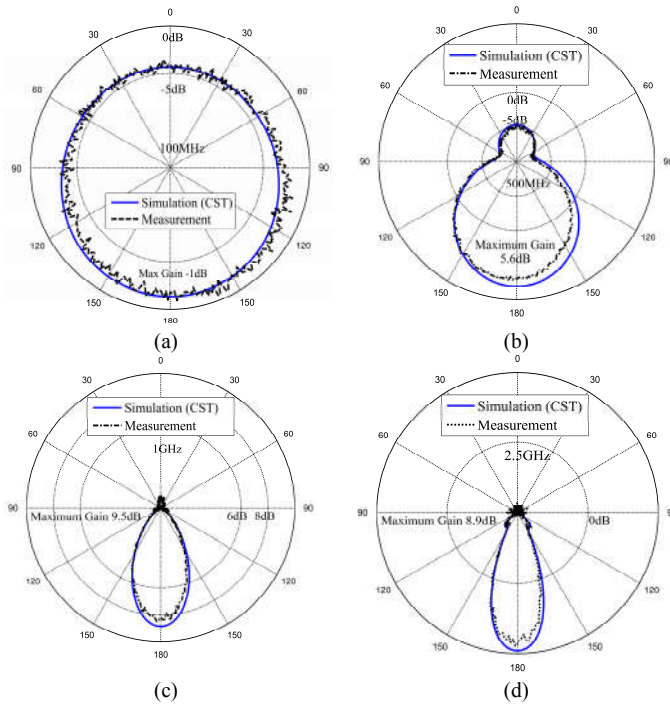 0
30 30
0dB
60 60
-5dB
100MHz
90 90
Simulation (CST)
Measurement
120 120
Max Gain -1dB
150 150
180
(a)
0
30 30
Simulation (CST)
Measurement
60 60
0dB
-5dB
90 90
500MHz
120 120
Maximum Gain
5.6dB
150 150
180
(b)
0
30 30
Simulation (CST)
Measurement
1GHz
60 60
90 90
Maximum Gain 9.5dB 6dB 8dB
120 120
150 150
180
(c)
0
30 30
Simulation (CST)
Measurement
60 60
2.5GHz
90 90
Maximum Gain 8.9dB 0dB
120 120
150 150
180
(d)